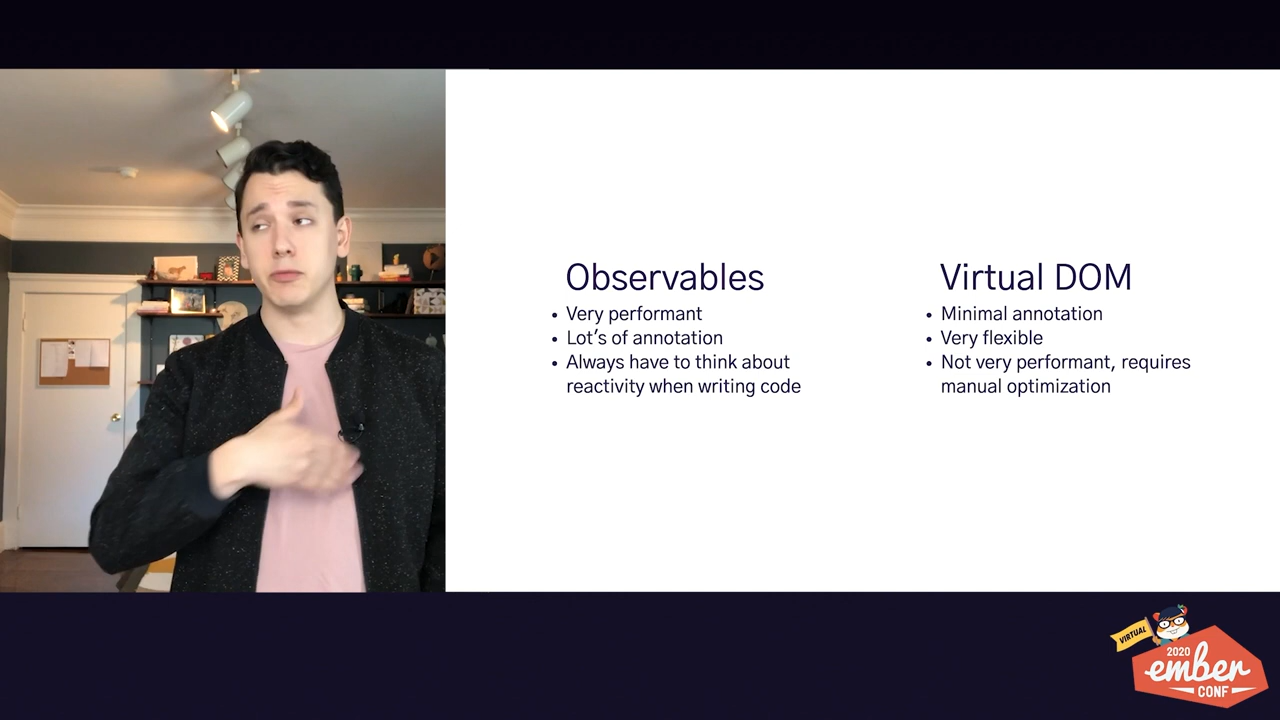 Observables
• Very performant
• Lot's of annotation
• Always have to think about
reactivity when writing code
Virtual DOM
• Minimal annotation
• Very flexible
• Not very performant, requires
manual optimization
VIRTUAL
2020
ember
CONF